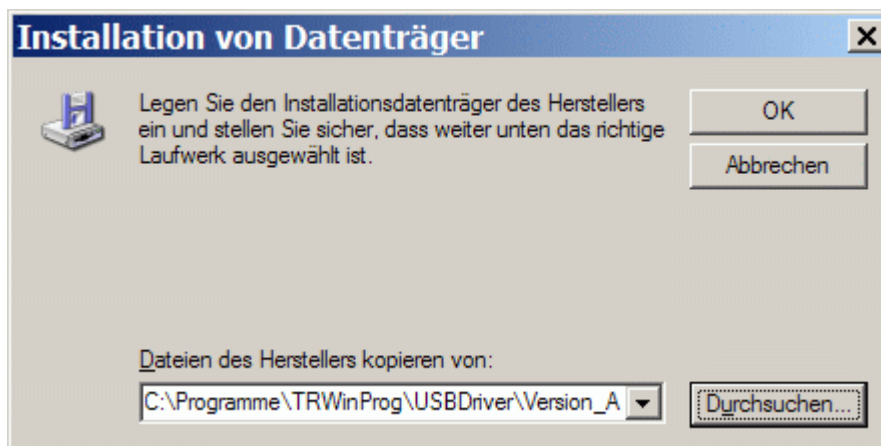 Installation von Datenträger
Legen Sie den Installationsdatenträger des Herstellers
ein und stellen Sie sicher, dass weiter unten das richtige
Laufwerk ausgewählt ist.
OK
Abbrechen
Dateien des Herstellers kopieren von:
C:\Programme\TRWinProg\USBDriver\Version_A
Durchsuchen...